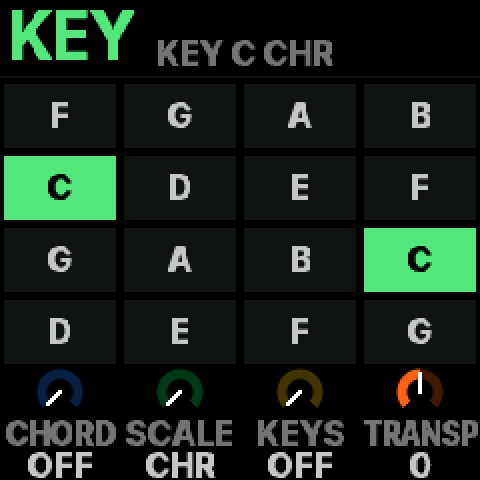 KEY KEY C CHR
F G A B
C D E F
G A B C
D E F G
CHORD SCALE KEYS TRANSP
OFF CHR OFF 0